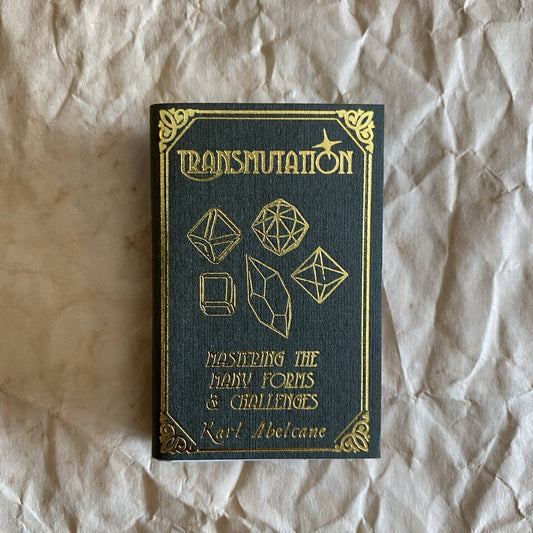 TRANSMUTATION
MASTERING THE
MANY FORMS
& CHALLENGES
Karl Abelcane